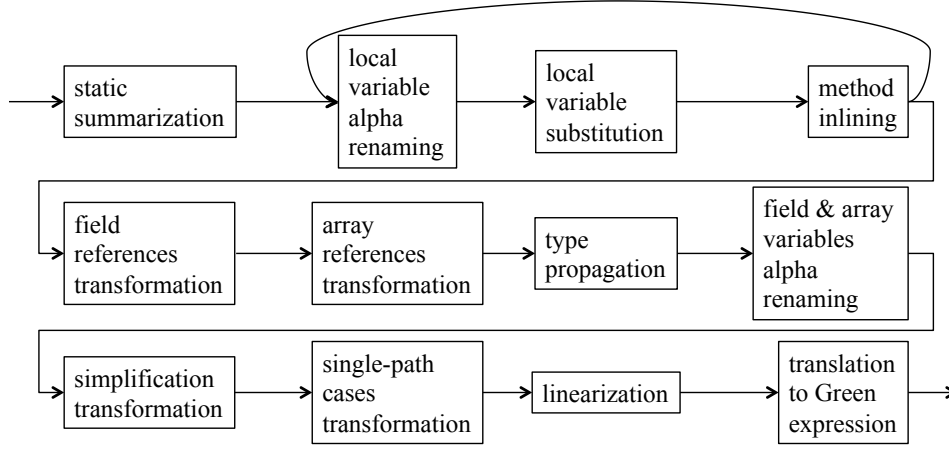 static
summarization
local
variable
alpha
renaming
local
variable
substitution
method
inlining
field
references
transformation
array
references
transformation
type
propagation
field & array
variables
alpha
renaming
simplification
transformation
single-path
cases
transformation
linearization
translation
to Green
expression